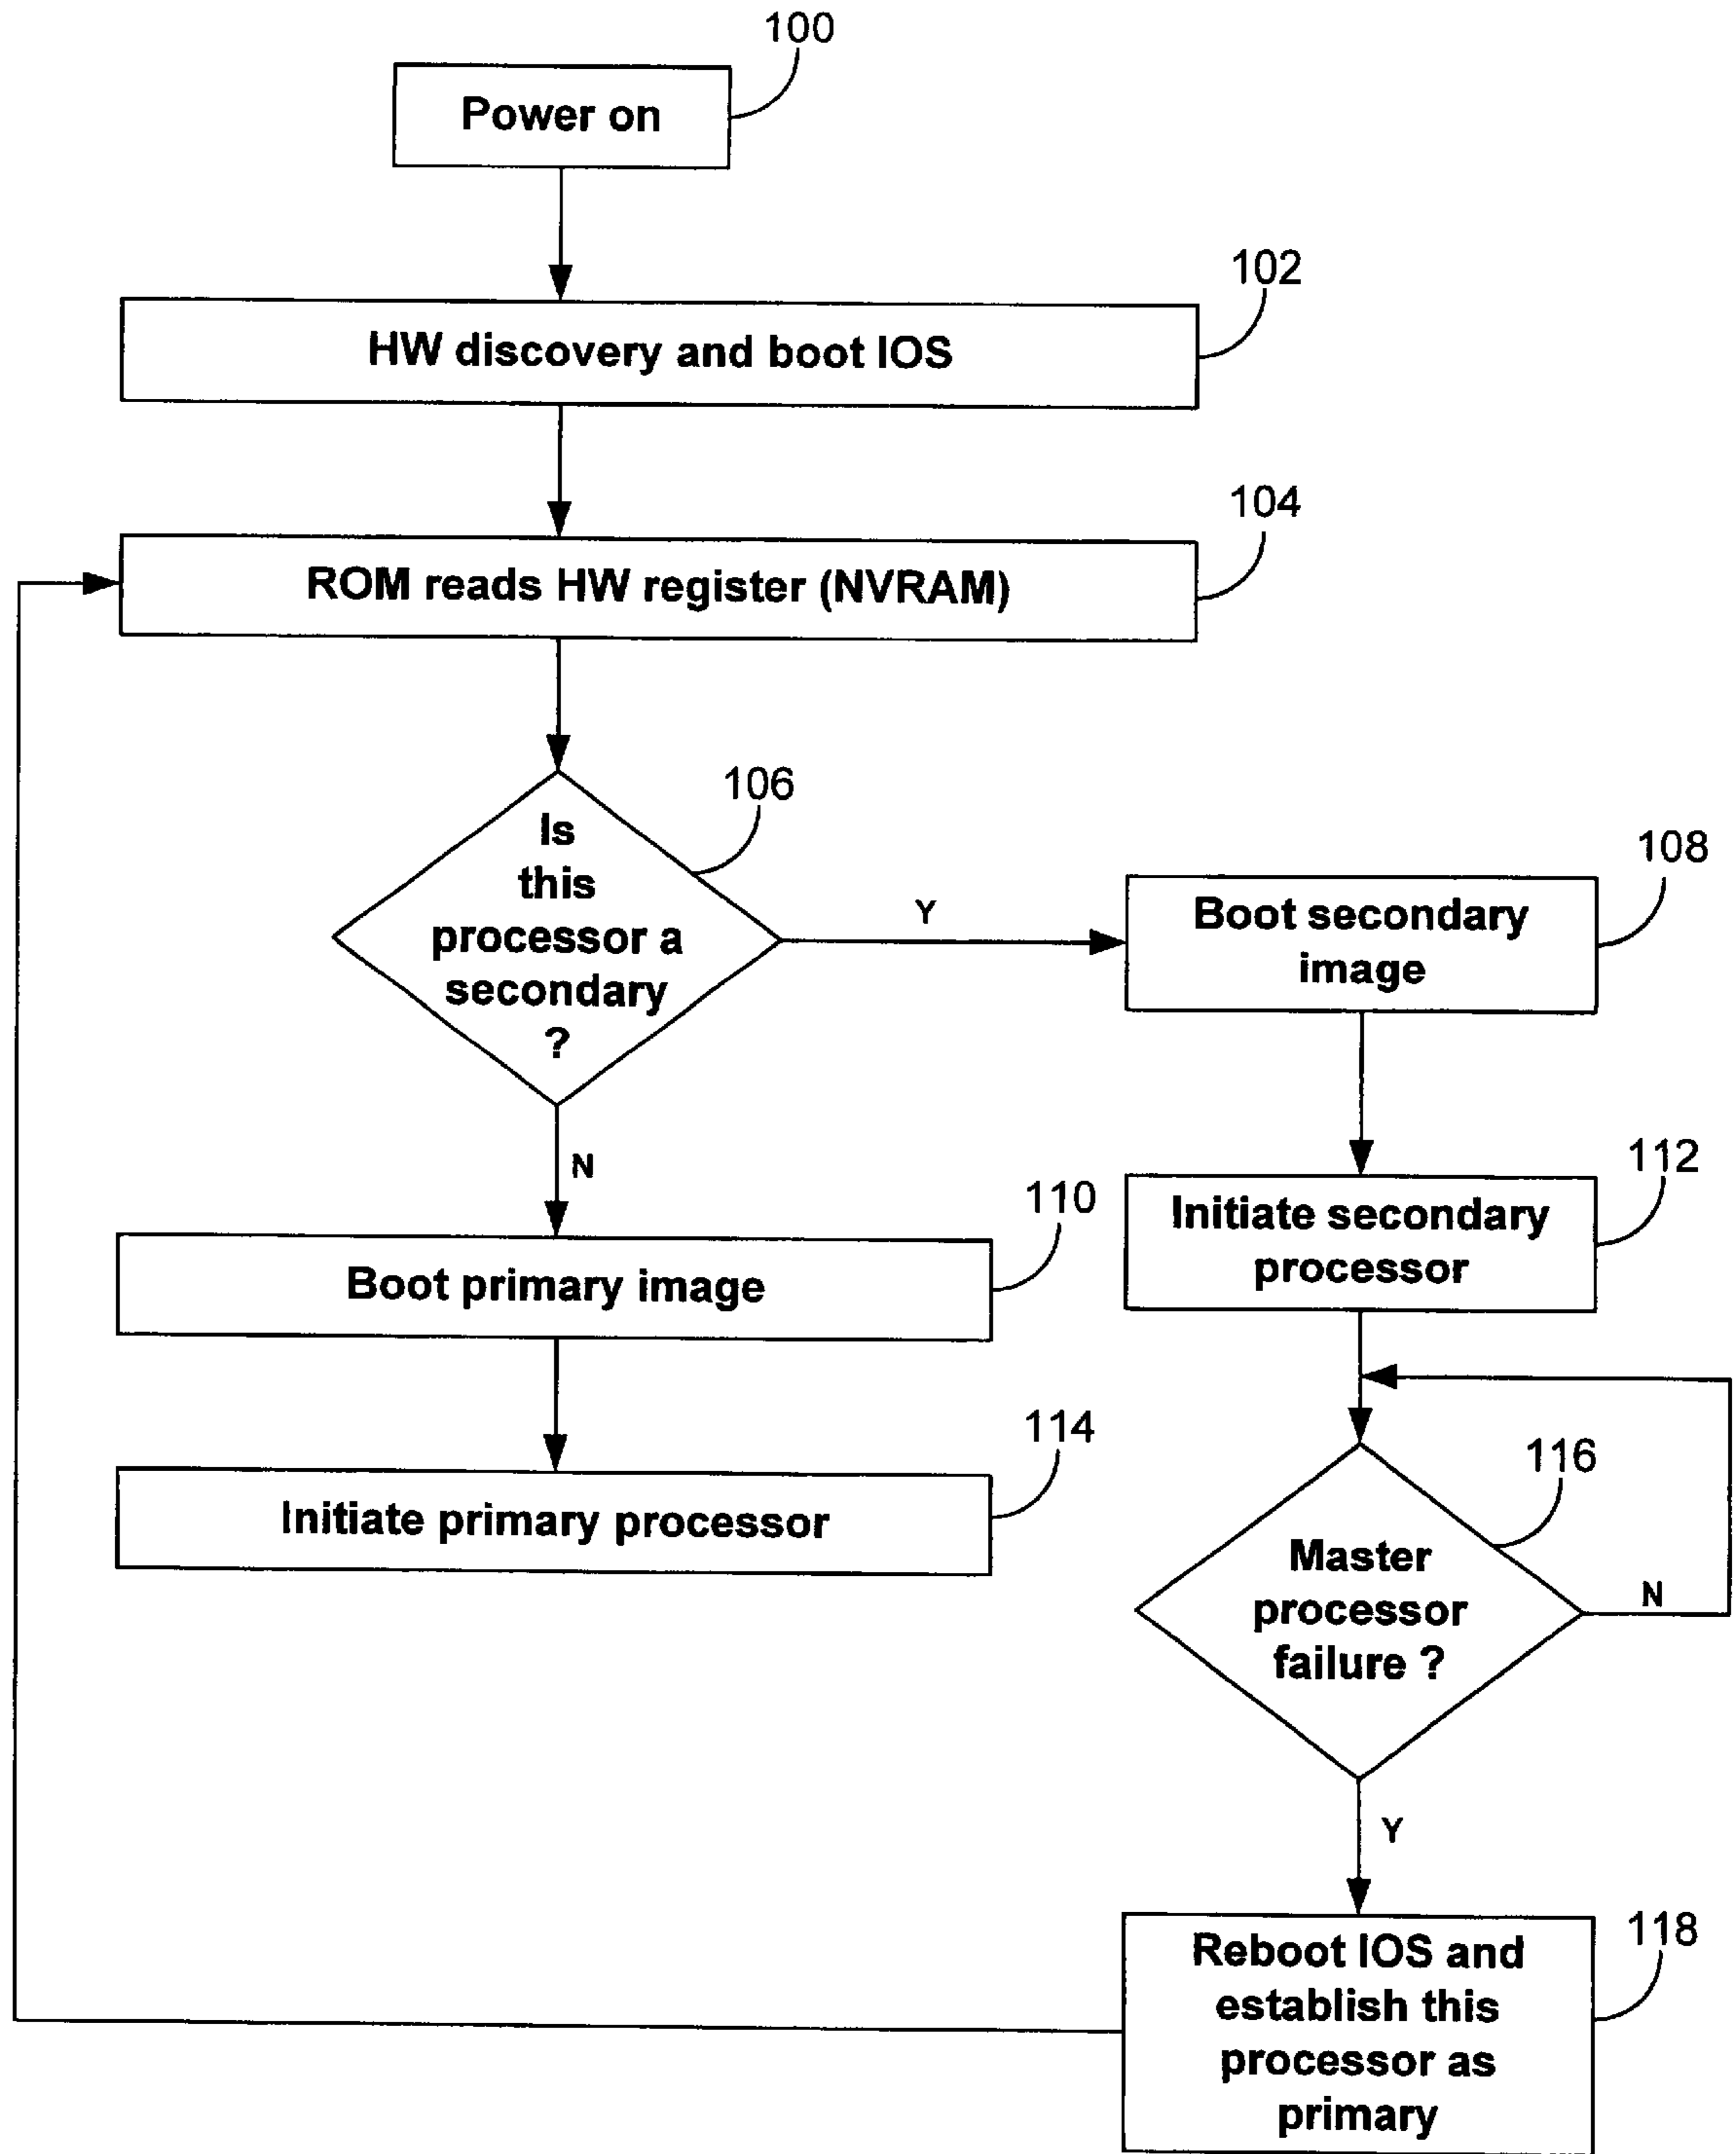 100
Power on
102
HW discovery and boot IOS
104
ROM reads HW register (NVRAM)
106
Is
this
processor a
secondary
?
Y
108
Boot secondary
image
N
110
Boot primary image
112
Initiate secondary
processor
114
Initiate primary processor
116
Master
processor
failure ?
N
Y
118
Reboot IOS and
establish this
processor as
primary